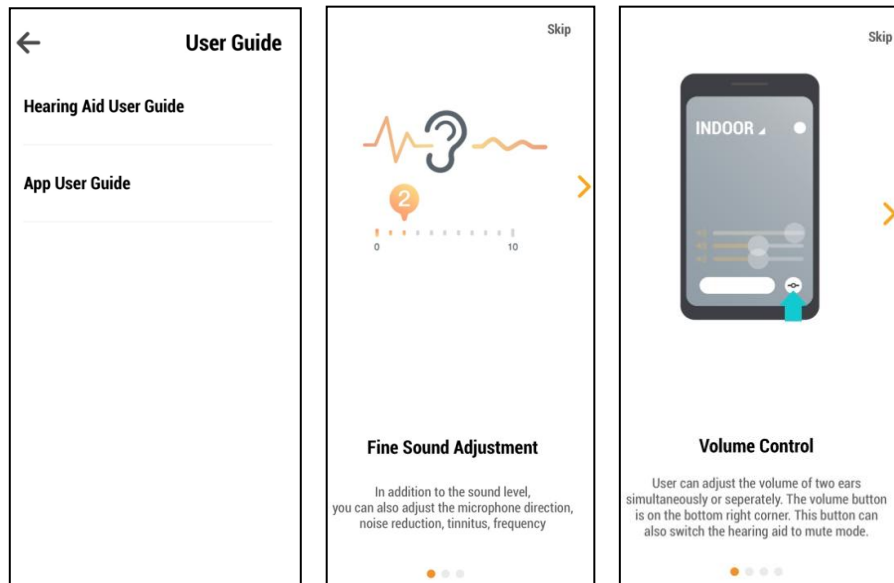 User Guide
Hearing Aid User Guide
App User Guide
Skip
2
0
10
Fine Sound Adjustment
In addition to the sound level,
you can also adjust the microphone direction,
noise reduction, tinnitus, frequency
Skip
INDOOR
Volume Control
User can adjust the volume of two ears
simultaneously or seperately. The volume button
is on the bottom right corner. This button can
also switch the hearing aid to mute mode.